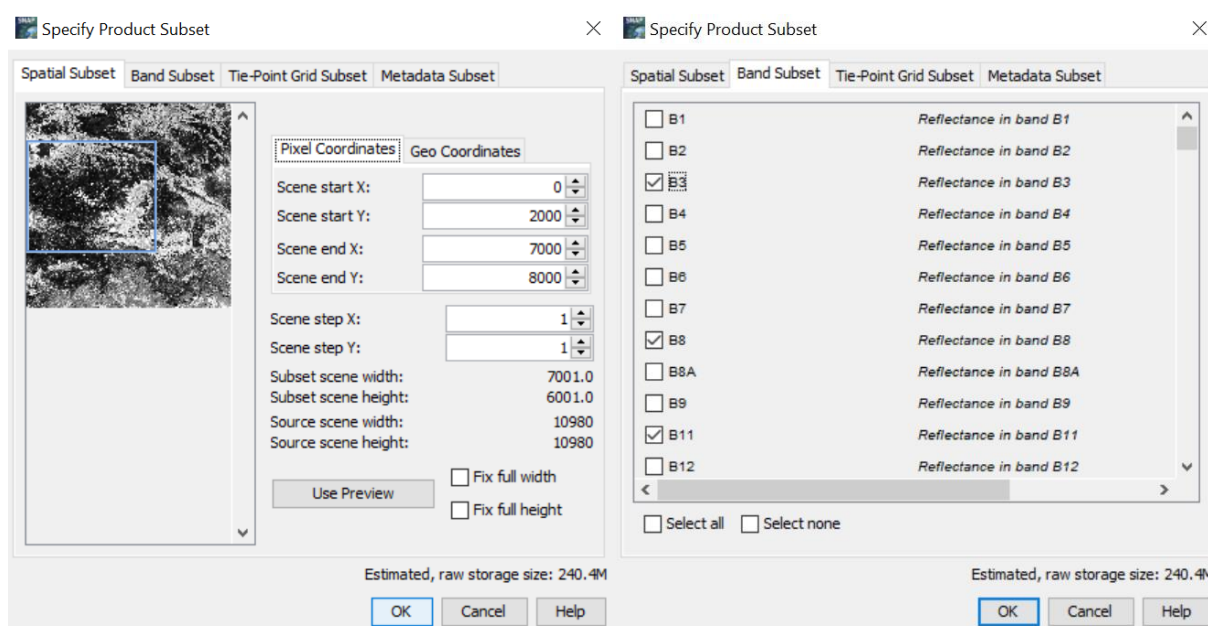 Specify Product Subset
Spatial Subset Band Subset Tie-Point Grid Subset Metadata Subset
Pixel Coordinates Geo Coordinates
Scene start X: 0
Scene start Y: 2000
Scene end X: 7000
Scene end Y: 8000
Scene step X: 1
Scene step Y: 1
Subset scene width: 7001.0
Subset scene height: 6001.0
Source scene width: 10980
Source scene height: 10980
Use Preview
Fix full width
Fix full height
Estimated, raw storage size: 240.4M
OK Cancel Help
Specify Product Subset
Spatial Subset Band Subset Tie-Point Grid Subset Metadata Subset
B1 Reflectance in band B1
B2 Reflectance in band B2
B3 Reflectance in band B3
B4 Reflectance in band B4
B5 Reflectance in band B5
B6 Reflectance in band B6
B7 Reflectance in band B7
B8 Reflectance in band B8
B8A Reflectance in band B8A
B9 Reflectance in band B9
B11 Reflectance in band B11
B12 Reflectance in band B12
Select all Select none
Estimated, raw storage size: 240.4M
OK Cancel Help